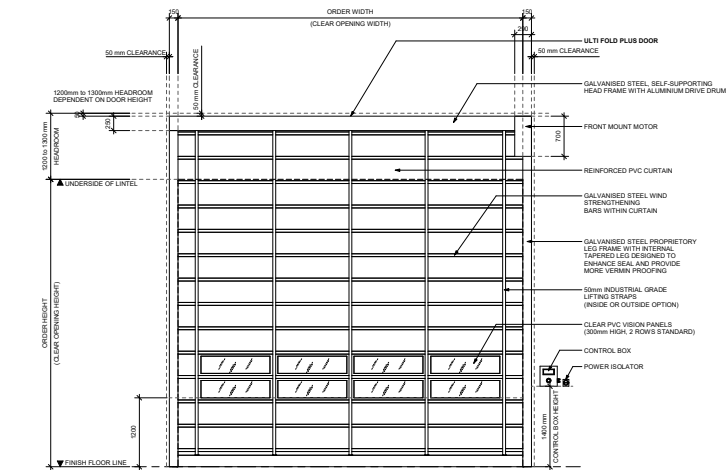 150
ORDER WIDTH
(CLEAR OPENING WIDTH)
150
290
50 mm CLEARANCE
50 mm CLEARANCE
50 mm CLEARANCE
ULTI FOLD PLUS DOOR
1200mm to 1300mm HEADROOM
DEPENDENT ON DOOR HEIGHT
GALVANISED STEEL, SELF-SUPPORTING
HEAD FRAME WITH ALUMINIUM DRIVE DRUM
50
250
700
FRONT MOUNT MOTOR
1200 to 1300 mm
HEADROOM
REINFORCED PVC CURTAIN
UNDERSIDE OF LINTEL
GALVANISED STEEL WIND
STRENGTHENING
BARS WITHIN CURTAIN
GALVANISED STEEL PROPRIETORY
LEG FRAME WITH INTERNAL
TAPERED LEG DESIGNED TO
ENHANCE SEAL AND PROVIDE
MORE VERMIN PROOFING
50mm INDUSTRIAL GRADE
LIFTING STRAPS
(INSIDE OR OUTSIDE OPTION)
ORDER HEIGHT
(CLEAR OPENING HEIGHT)
CLEAR PVC VISION PANELS
(300mm HIGH, 2 ROWS STANDARD)
CONTROL BOX
POWER ISOLATOR
1200
1400 mm
CONTROL BOX HEIGHT
FINISH FLOOR LINE